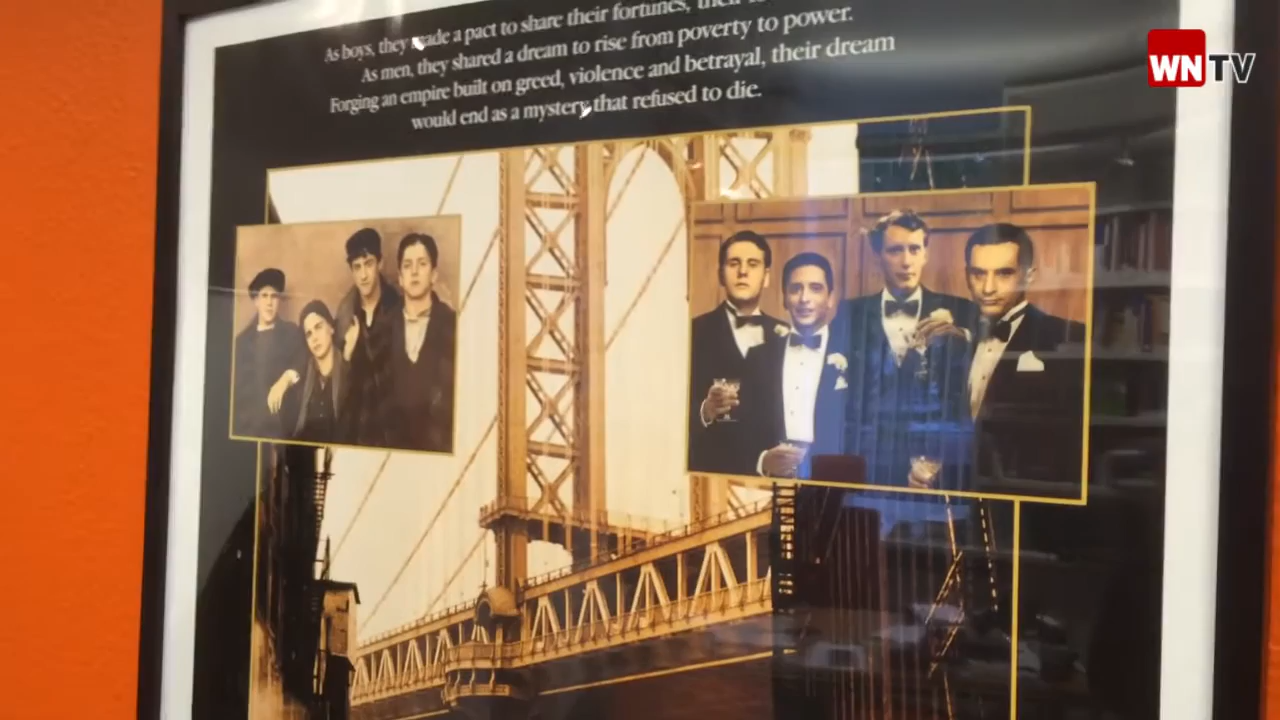 As boys, they made a pact to share their fortunes, their
As men, they shared a dream to rise from poverty to power.
Forging an empire built on greed, violence and betrayal, their dream
would end as a mystery that refused to die.
WNTV